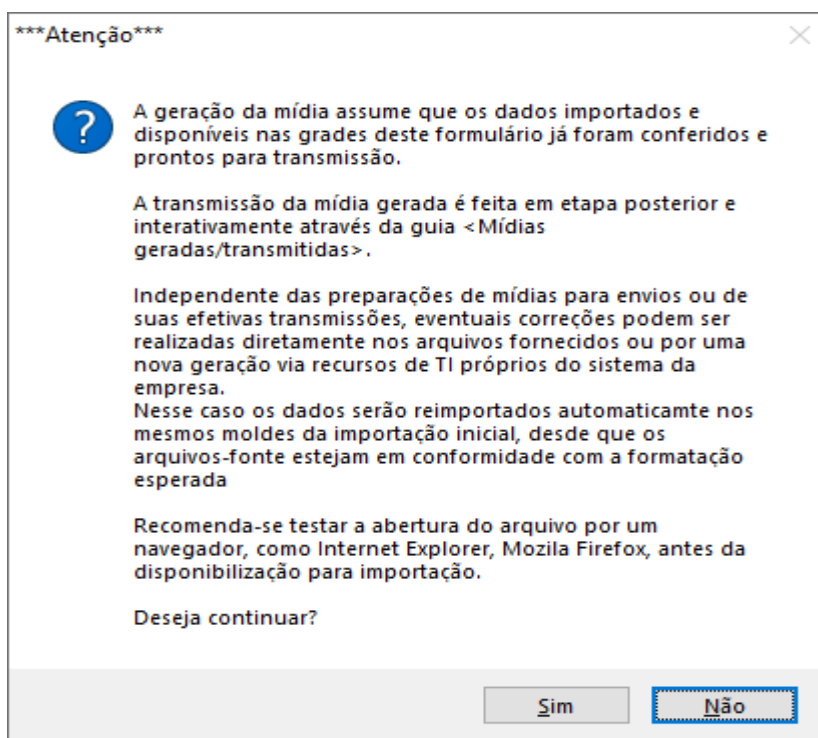 ***Atenção***
A geração da mídia assume que os dados importados e
disponíveis nas grades deste formulário já foram conferidos e
prontos para transmissão.
A transmissão da mídia gerada é feita em etapa posterior e
interativamente através da guia <Mídias
geradas/transmitidas>.
Independente das preparações de mídias para envios ou de
suas efetivas transmissões, eventuais correções podem ser
realizadas diretamente nos arquivos fornecidos ou por uma
nova geração via recursos de TI próprios do sistema da
empresa.
Nesse caso os dados serão reimportados automaticamte nos
mesmos moldes da importação inicial, desde que os
arquivos-fonte estejam em conformidade com a formatação
esperada
Recomenda-se testar a abertura do arquivo por um
navegador, como Internet Explorer, Mozila Firefox, antes da
disponibilização para importação.
Deseja continuar?
Sim
Não